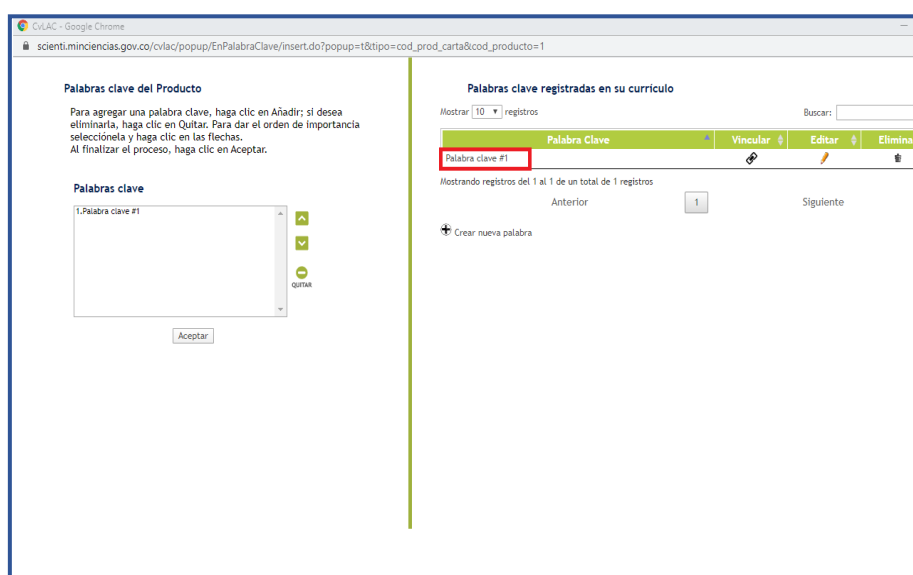 CvLAC - Google Chrome
scienti.minciencias.gov.co/cvlac/popup/EnPalabraClave/insert.do?popup=t&tipo=cod_prod_carta&cod_producto=1
Palabras clave del Producto
Para agregar una palabra clave, haga clic en Añadir; si desea
eliminarla, haga clic en Quitar. Para dar el orden de importancia
selecciónela y haga clic en las flechas.
Al finalizar el proceso, haga clic en Aceptar.
Palabras clave
1.Palabra clave #1
QUITAR
Aceptar
Palabras clave registradas en su currículo
Mostrar 10 registros
Buscar:
Palabra Clave Vincular Editar Elimina
Palabra clave #1
Mostrando registros del 1 al 1 de un total de 1 registros
Anterior 1 Siguiente
Crear nueva palabra